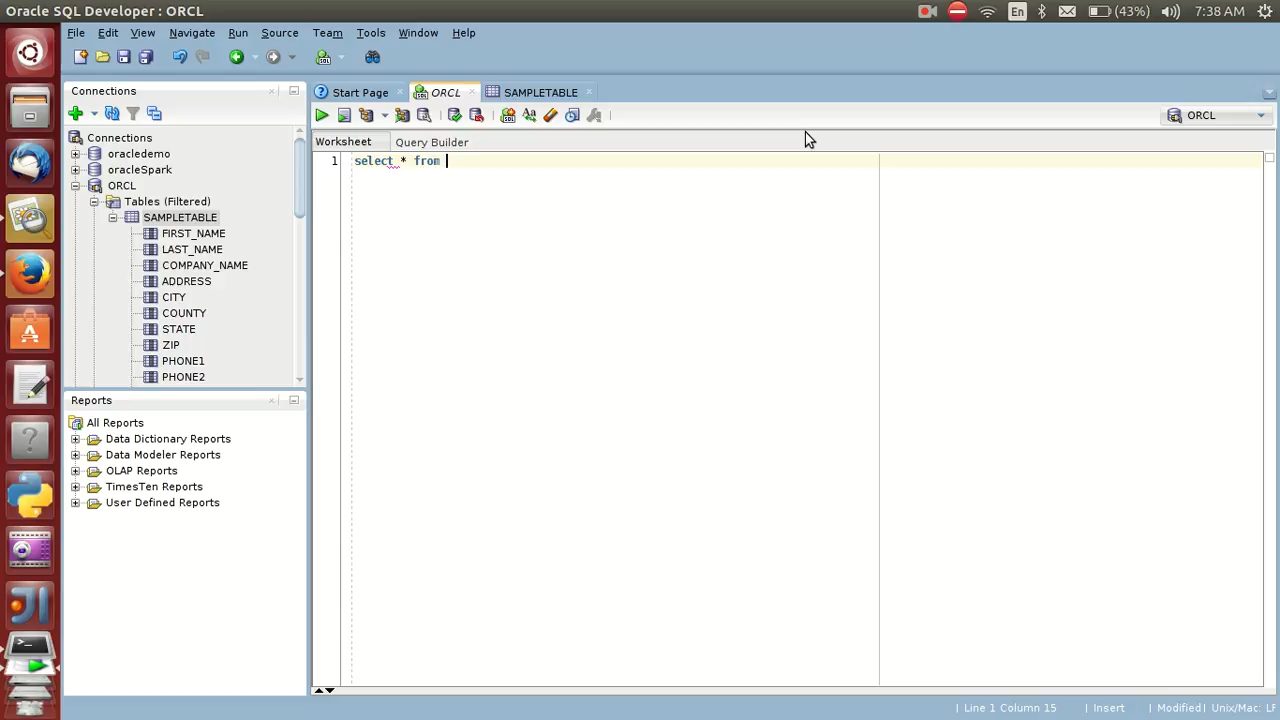 Oracle SQL Developer : ORCL
En
(43%)
7:38 AM
File Edit View Navigate Run Source Team Tools Window Help
Connections
Start Page
ORCL
SAMPLETABLE
ORCL
Connections
oracledemo
oracleSpark
ORCL
Tables (Filtered)
SAMPLETABLE
FIRST_NAME
LAST_NAME
COMPANY_NAME
ADDRESS
CITY
COUNTY
STATE
ZIP
PHONE1
PHONE2
Worksheet Query Builder
1 select * from
Reports
All Reports
Data Dictionary Reports
Data Modeler Reports
OLAP Reports
TimesTen Reports
User Defined Reports
Line 1 Column 15 | Insert | Modified | Unix/Mac: LF